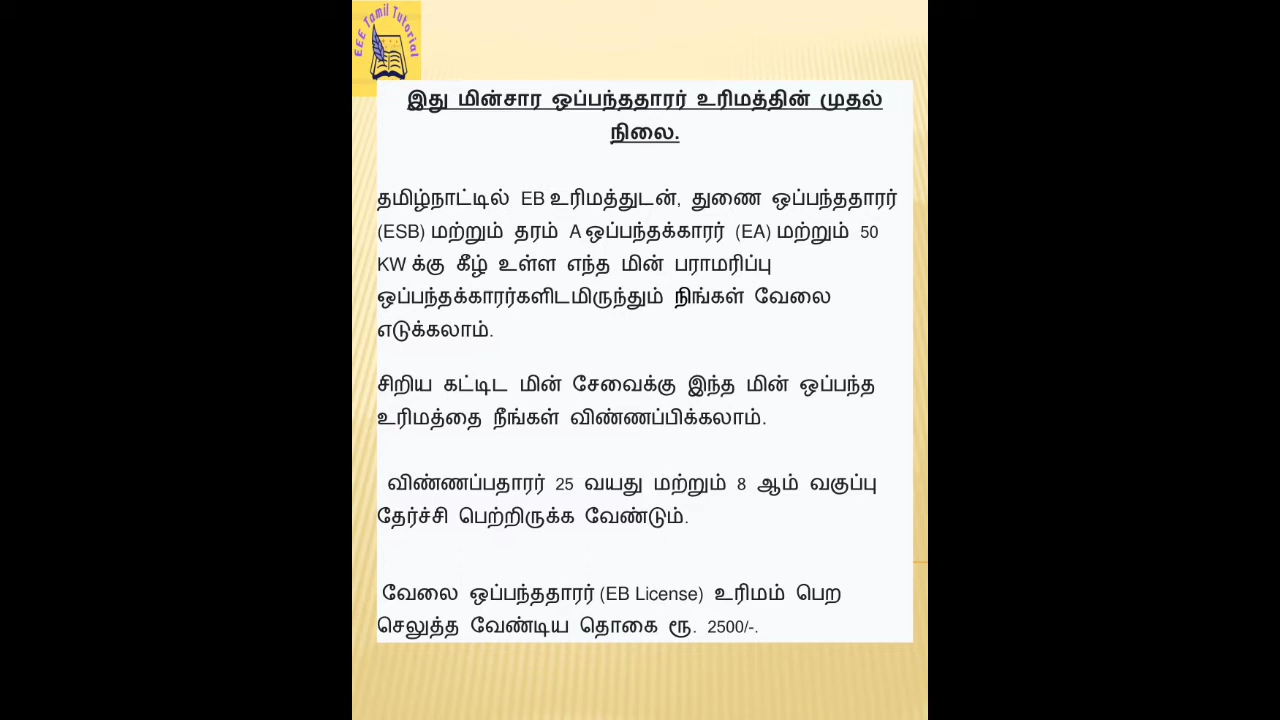 EEE Tamil Tutorial
இது மின்சார ஒப்பந்ததாரர் உரிமத்தின் முதல்
நிலை.
தமிழ்நாட்டில் EB உரிமத்துடன், துணை ஒப்பந்ததாரர்
(ESB) மற்றும் தரம் A ஒப்பந்தக்காரர் (EA) மற்றும் 50
KW க்கு கீழ் உள்ள எந்த மின் பராமரிப்பு
ஒப்பந்தக்காரர்களிடமிருந்தும் நிங்கள் வேலை
எடுக்கலாம்.
சிறிய கட்டிட மின் சேவைக்கு இந்த மின் ஒப்பந்த
உரிமத்தை நீங்கள் விண்ணப்பிக்கலாம்.
விண்ணப்பதாரர் 25 வயது மற்றும் 8 ஆம் வகுப்பு
தேர்ச்சி பெற்றிருக்க வேண்டும்.
வேலை ஒப்பந்ததாரர் (EB License) உரிமம் பெற
செலுத்த வேண்டிய தொகை ரூ. 2500/-.